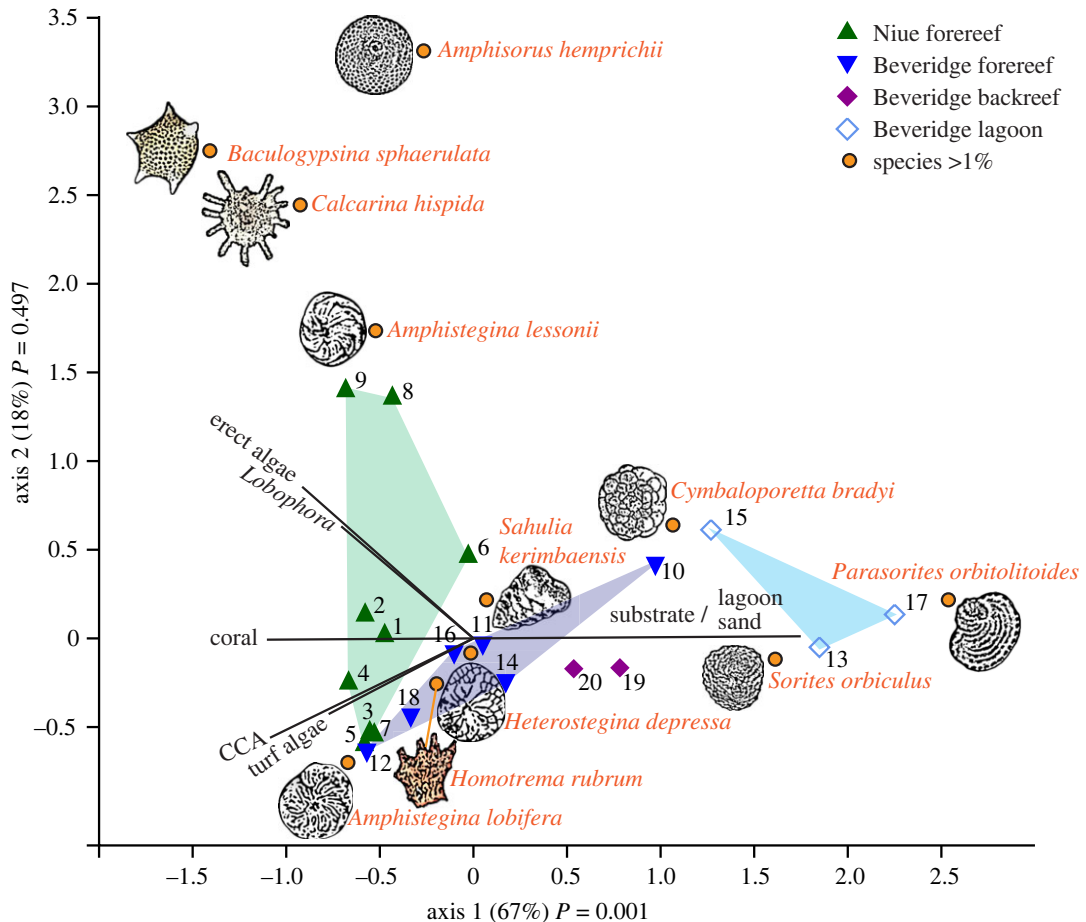 3.5
3.0
2.5
2.0
1.5
1.0
0.5
0
–0.5
axis 2 (18%) P = 0.497
Niue forereef
Beveridge forereef
Beveridge backreef
Beveridge lagoon
species >1%
Amphisorus hemprichii
Baculogypsina sphaerulata
Calcarina hispida
Amphistegina lessonii
9
8
erect algae
Lobophora
6
Sahulia
kerimbaensis
Cymbaloporetta bradyi
15
10
Parasorites orbitolitoides
17
2
1
coral
16
11
substrate /
lagoon
sand
13
4
14
20
19
Sorites orbiculus
18
3
5
7
12
CCA
turf algae
Heterostegina depressa
Homotrema rubrum
Amphistegina lobifera
–1.5
–1.0
–0.5
0
0.5
1.0
1.5
2.0
2.5
axis 1 (67%) P = 0.001